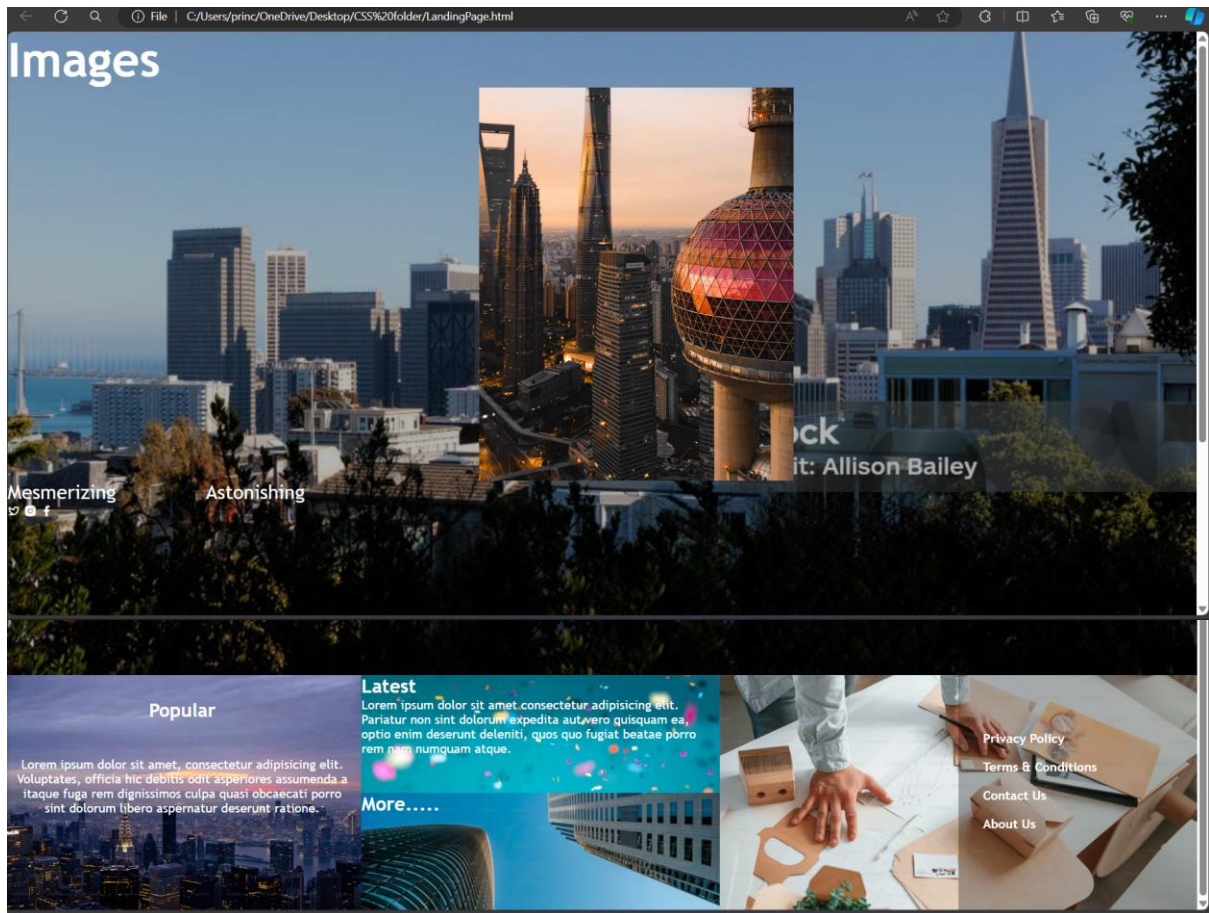 File | C:/Users/princ/OneDrive/Desktop/CSS%20folder/LandingPage.html
Images
ock
it: Allison Bailey
Mesmerizing Astonishing
Popular
Lorem ipsum dolor sit amet, consectetur adipisicing elit.
Voluptates, officia hic debitis odit asperiores assumenda a
itaque fuga rem dignissimos culpa quasi obcaecati porro
sint dolorum libero aspernatur deserunt ratione.
Latest
Lorem ipsum dolor sit amet consectetur adipisicing elit.
Pariatur non sint dolorum expedita aut vero quisquam ea,
optio enim deserunt deleniti, quos quo fugiat beatae porro
rem nam numquam atque.
More.....
Privacy Policy
Terms & Conditions
Contact Us
About Us